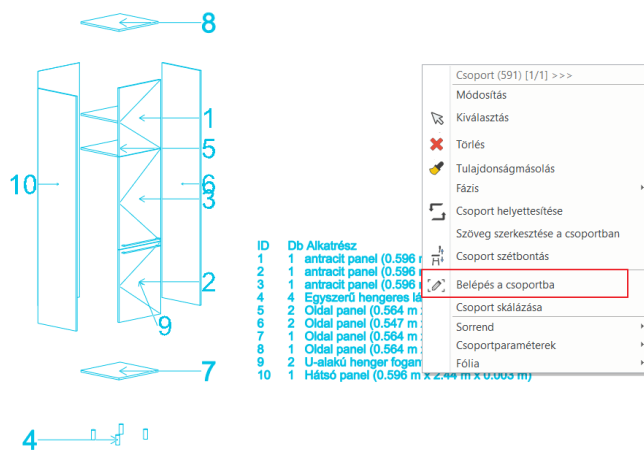 8
1
5
10
6
3
2
9
7
4
ID Db Alkatrész
1 1 antracit panel (0.596
2 1 antracit panel (0.596
3 1 antracit panel (0.596
4 4 Egyszerű hengeres lá
5 2 Oldal panel (0.564 m
6 2 Oldal panel (0.547 m
7 1 Oldal panel (0.564 m
8 1 Oldal panel (0.564 m
9 2 U-alakú henger fogan
10 1 Hátsó panel (0.596 m x 2.44 m x 0.003 m)
Csoport (591) [1/1] >>>
Módosítás
Kiválasztás
Törlés
Tulajdonságmásolás
Fázis
Csoport helyettesítése
Szöveg szerkesztése a csoportban
Csoport szétbontás
Belépés a csoportba
Csoport skálázása
Sorrend
Csoportparaméterek
Fólia